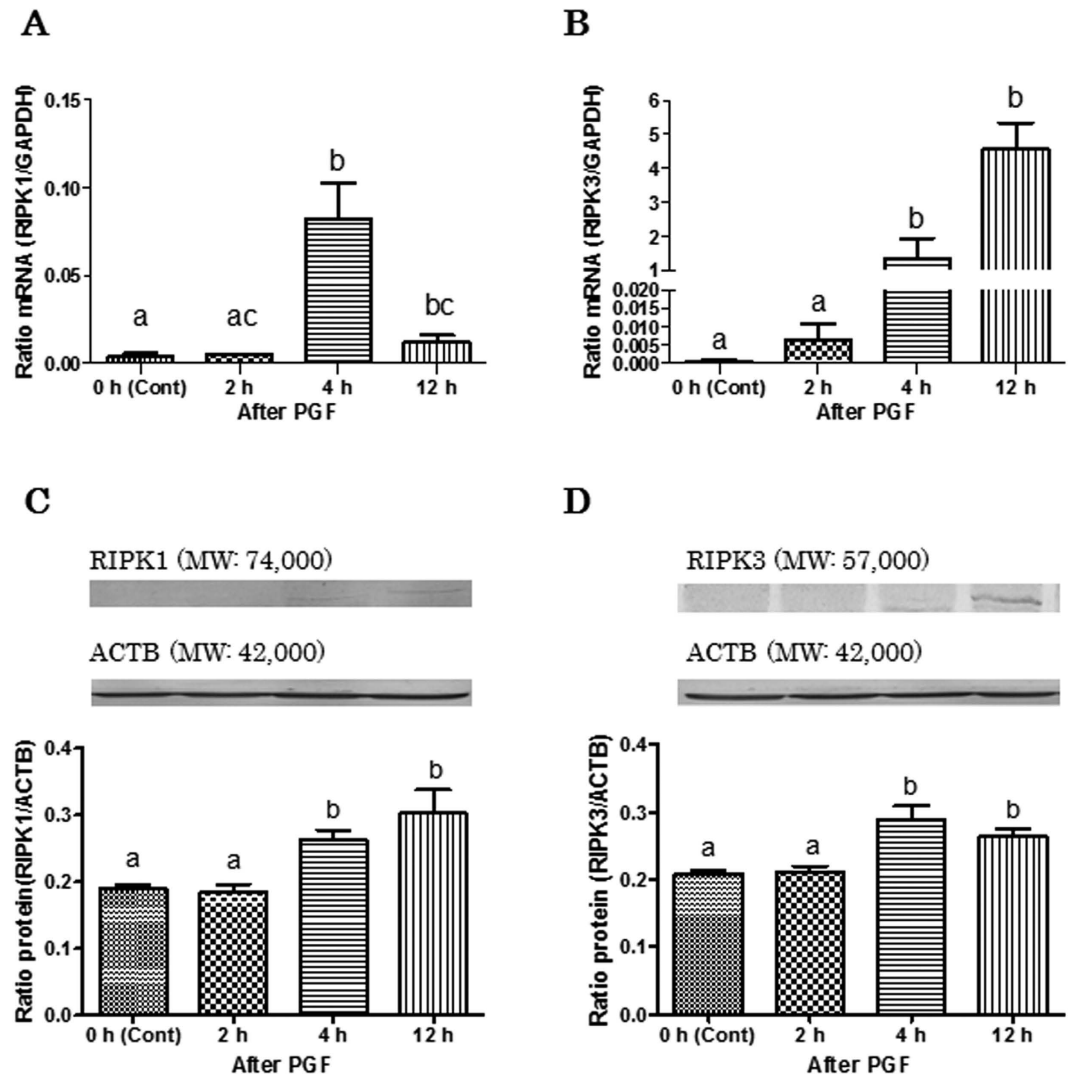 A
Ratio mRNA (RIPK1/GAPDH)
0.15
0.10
0.05
0.00
a
ac
b
bc
0 h (Cont) 2 h 4 h 12 h
After PGF
B
Ratio mRNA (RIPK3/GAPDH)
6
5
4
3
2
1
0.020
0.015
0.010
0.005
0.000
a
a
b
b
0 h (Cont) 2 h 4 h 12 h
After PGF
C
RIPK1 (MW: 74,000)
ACTB (MW: 42,000)
Ratio protein(RIPK1/ACTB)
0.4
0.3
0.2
0.1
0.0
a
a
b
b
0 h (Cont) 2 h 4 h 12 h
After PGF
D
RIPK3 (MW: 57,000)
ACTB (MW: 42,000)
Ratio protein (RIPK3/ACTB)
0.4
0.3
0.2
0.1
0.0
a
a
b
b
0 h (Cont) 2 h 4 h 12 h
After PGF